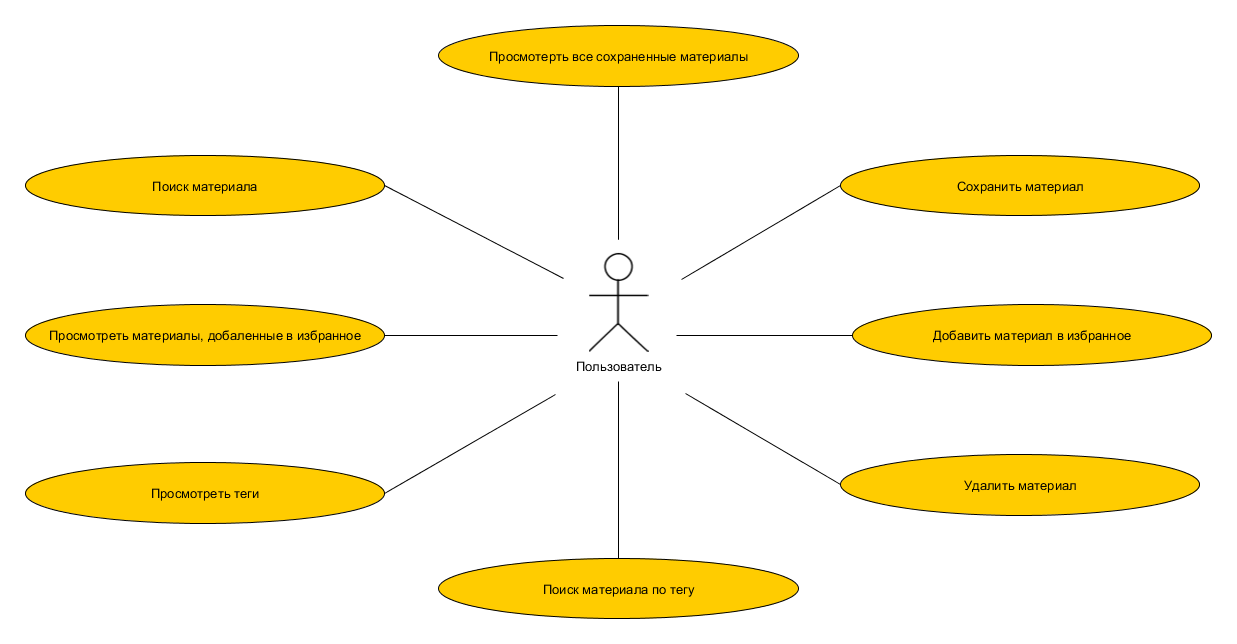 Просмотерть все сохраненные материалы
Поиск материала
Сохранить материал
Просмотреть материалы, добаленные в избранное
Добавить материал в избранное
Пользователь
Просмотреть теги
Удалить материал
Поиск материала по тегу